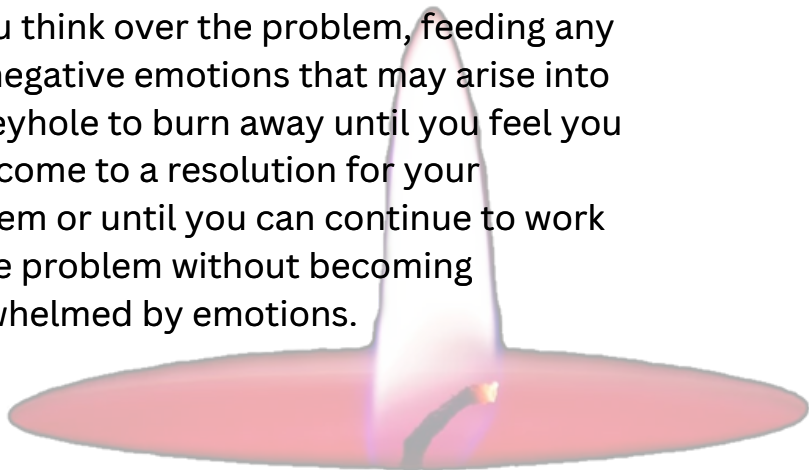 u think over the problem, feeding any
negative emotions that may arise into
eyhole to burn away until you feel you
come to a resolution for your
em or until you can continue to work
e problem without becoming
whelmed by emotions.